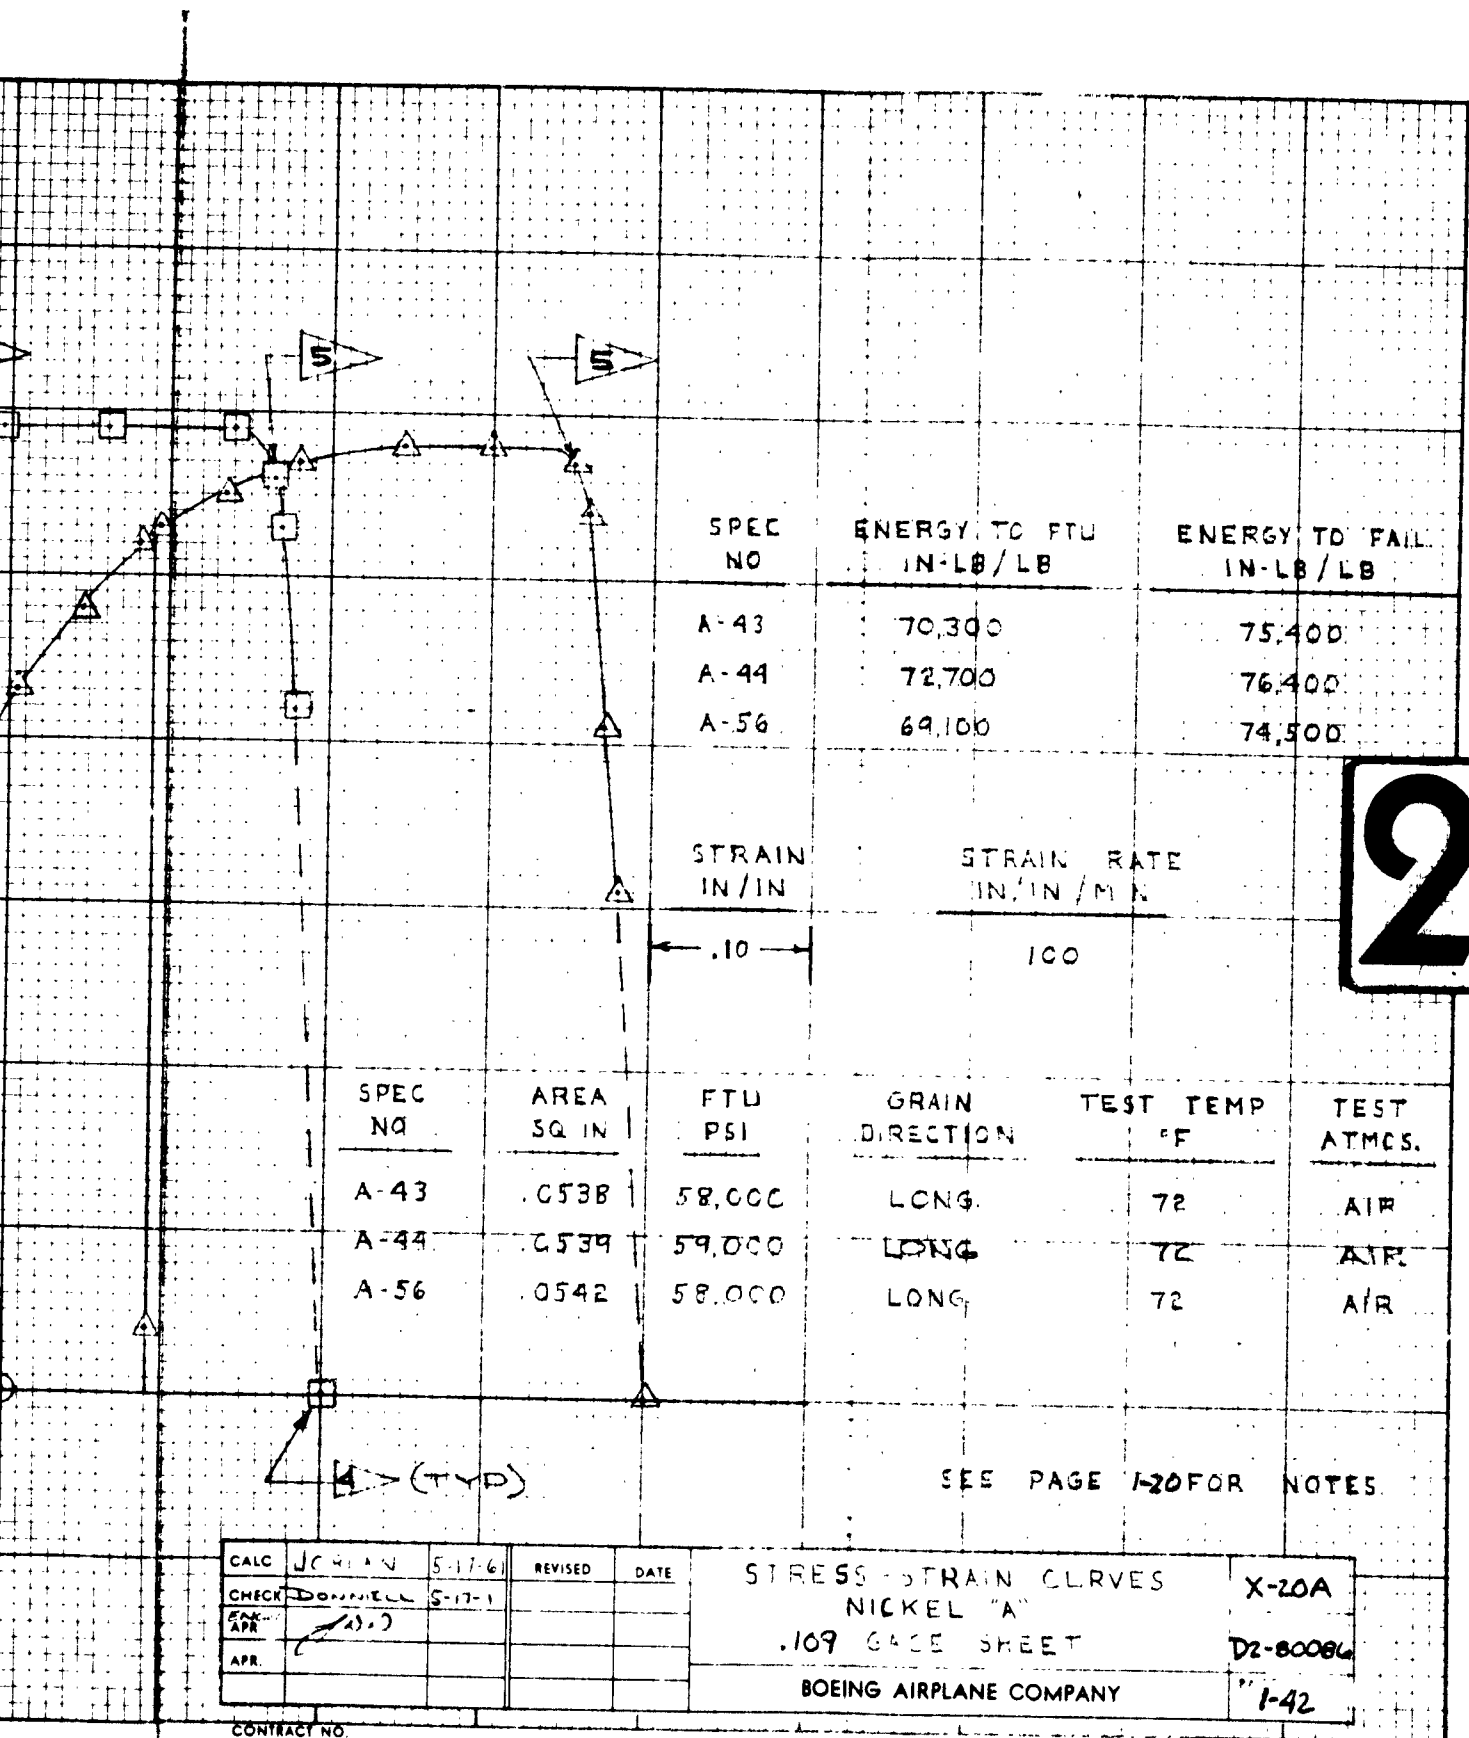 5
5
SPEC NO ENERGY TO FTU IN-LB/LB ENERGY TO FAIL. IN-LB/LB
A-43 70,300 75,400
A-44 72,700 76,400
A-56 69,100 74,500
2
STRAIN IN/IN STRAIN RATE IN/IN/MIN
.10 100
SPEC NO AREA SQ IN FTU PSI GRAIN DIRECTION TEST TEMP °F TEST ATMOS.
A-43 .0538 58,000 LONG. 72 AIR
A-44 .0539 59,000 LONG 72 AIR
A-56 .0542 58,000 LONG 72 AIR
4 (TYP)
SEE PAGE 1-20 FOR NOTES.
CALC 5-17-61 REVISED DATE
CHECK DONNELL 5-17-1
APR
APR.
STRESS-STRAIN CURVES
NICKEL "A"
.109 GAGE SHEET
BOEING AIRPLANE COMPANY
X-20A
D2-80086
1-42
CONTRACT NO.